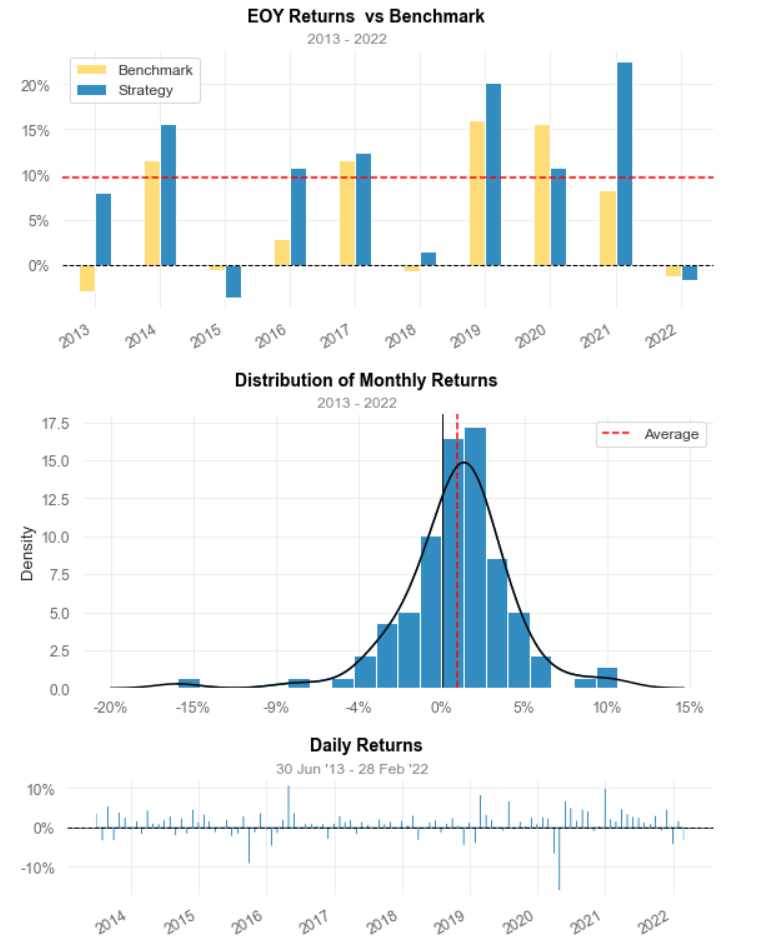 EOY Returns  vs Benchmark
2013 - 2022
Benchmark
Strategy
20%
15%
10%
5%
0%
2013 2014 2015 2016 2017 2018 2019 2020 2021 2022
Distribution of Monthly Returns
2013 - 2022
Average
Density
17.5
15.0
12.5
10.0
7.5
5.0
2.5
0.0
-20% -15% -9% -4% 0% 5% 10% 15%
Daily Returns
30 Jun '13 - 28 Feb '22
10%
0%
-10%
2014 2015 2016 2017 2018 2019 2020 2021 2022